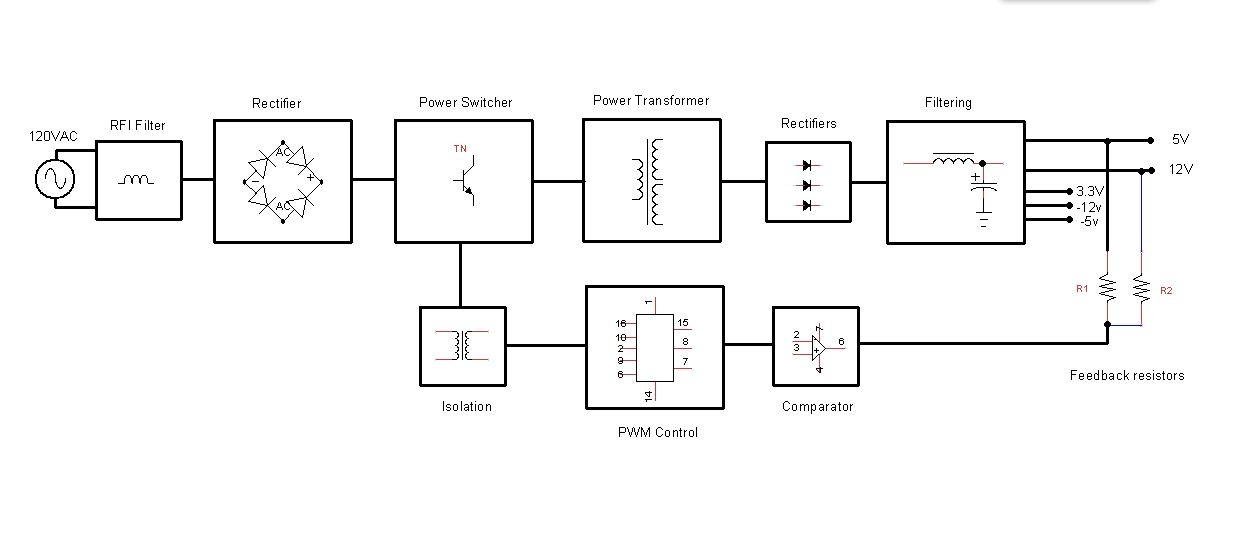 Rectifier
Power Switcher
Power Transformer
Filtering
RFI Filter
Rectifiers
120VAC
5V
TN
AC
12V
+
-
+
3.3V
AC
-12v
-5v
R1
R2
1
16
15
10
2
8
9
7
6
14
2
7
3
+
6
4
Feedback resistors
Isolation
Comparator
PWM Control